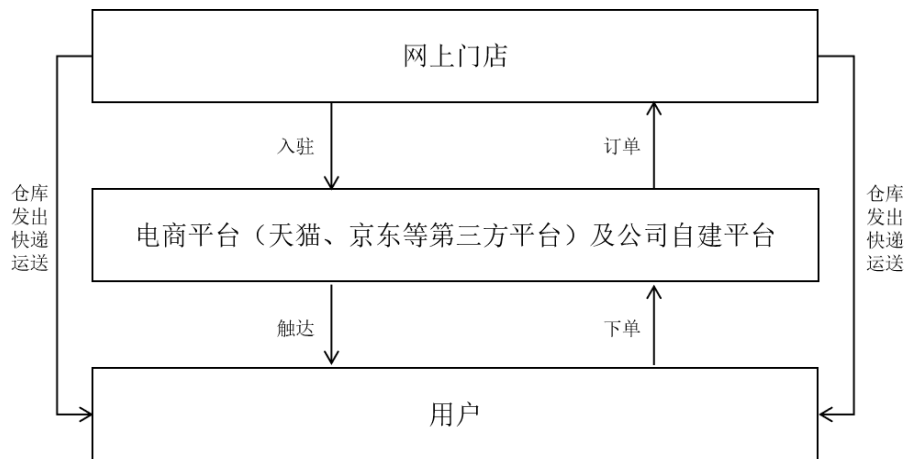 网上门店
入驻
订单
仓库
发出
快递
运送
仓库
发出
快递
运送
电商平台（天猫、京东等第三方平台）及公司自建平台
触达
下单
用户